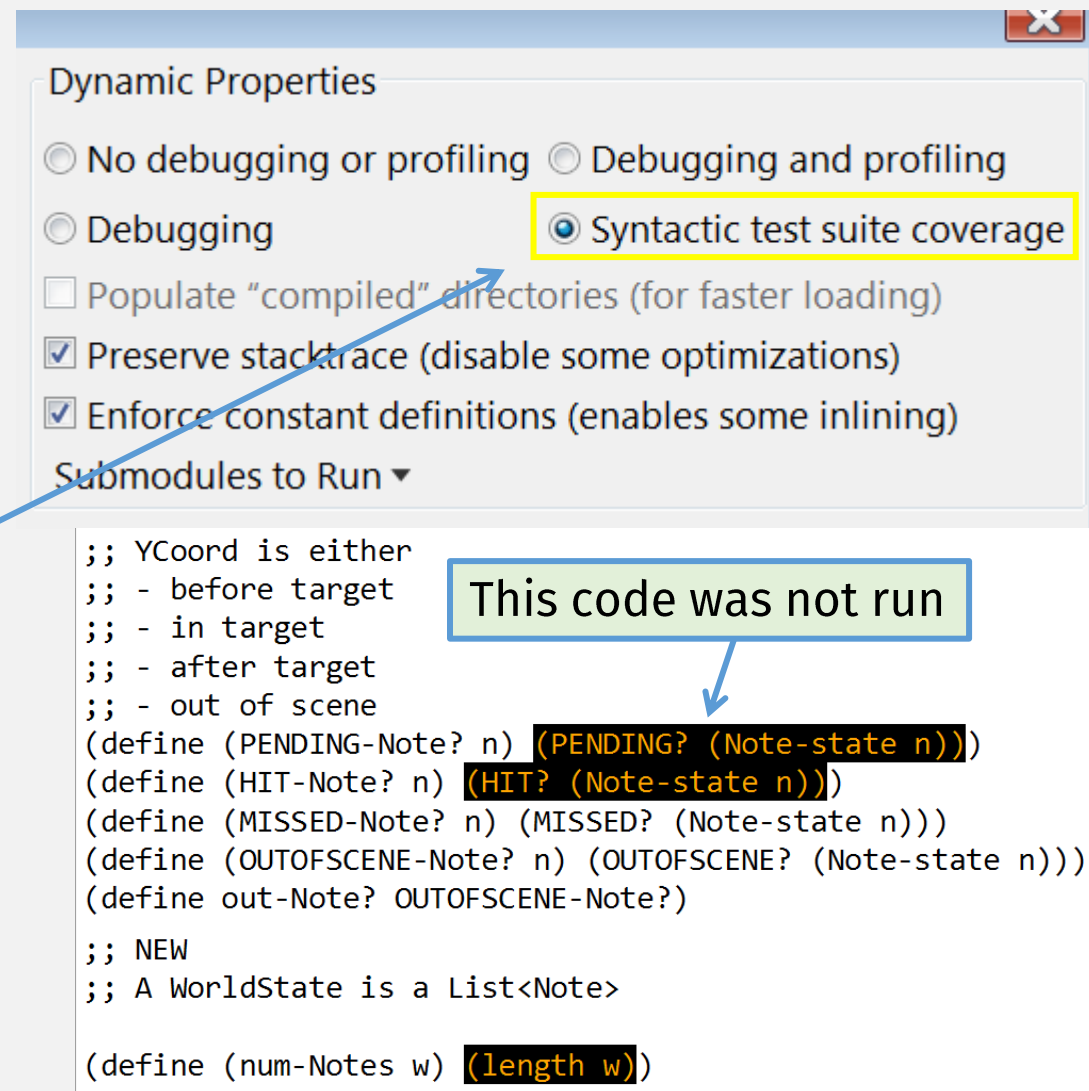 Dynamic Properties
No debugging or profiling Debugging and profiling
Debugging Syntactic test suite coverage
Populate “compiled” directories (for faster loading)
Preserve stacktrace (disable some optimizations)
Enforce constant definitions (enables some inlining)
Submodules to Run
;; YCoord is either
;; - before target
This code was not run
;; - in target
;; - after target
;; - out of scene
(define (PENDING-Note? n) (PENDING? (Note-state n)))
(define (HIT-Note? n) (HIT? (Note-state n)))
(define (MISSED-Note? n) (MISSED? (Note-state n)))
(define (OUTOFSCENE-Note? n) (OUTOFSCENE? (Note-state n)))
(define out-Note? OUTOFSCENE-Note?)
;; NEW
;; A WorldState is a List<Note>
(define (num-Notes w) (length w))